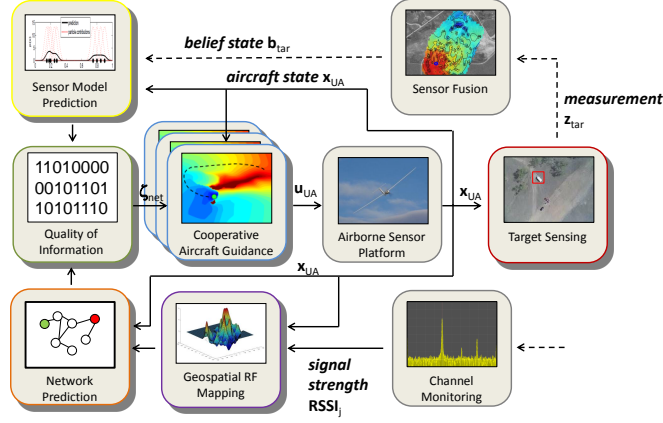 prediction
Sensor Model
Prediction
belief state b_tar
aircraft state x_UA
Sensor Fusion
measurement
z_tar
11010000
00101101
10101110
Quality of
Information
ζ_net
Cooperative
Aircraft Guidance
u_UA
Airborne Sensor
Platform
x_UA
Target Sensing
x_UA
Network
Prediction
Geospatial RF
Mapping
signal
strength
RSSI_j
Channel
Monitoring